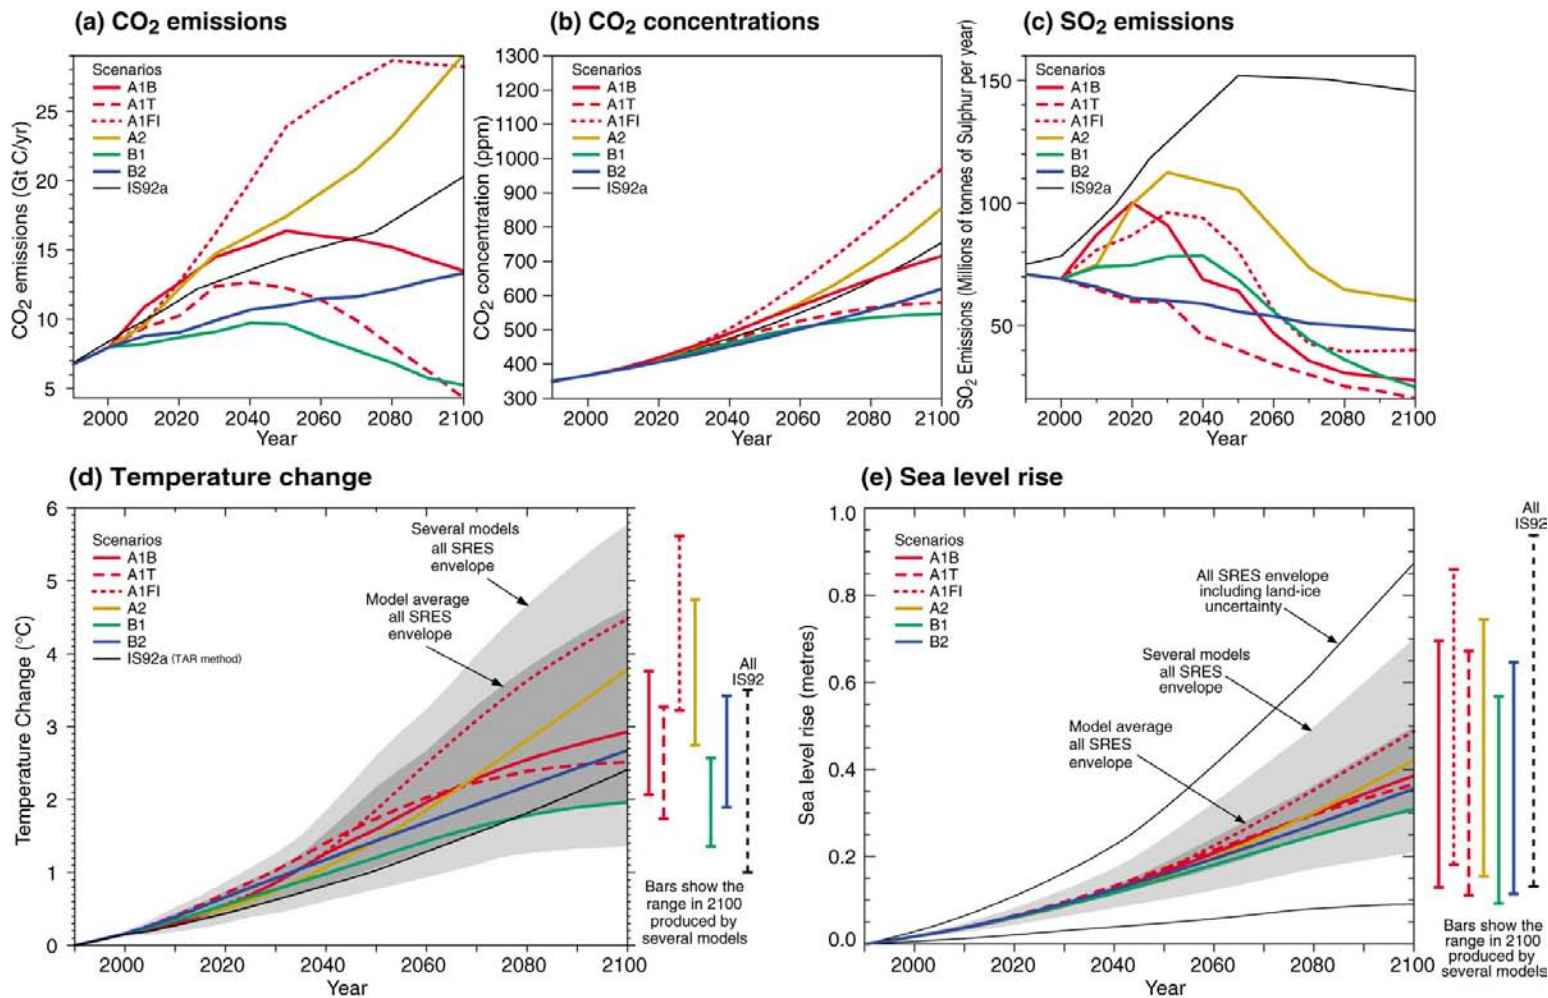 (a) CO2 emissions
CO2 emissions (Gt C/yr)
25
20
15
10
5
Scenarios
A1B
A1T
A1FI
A2
B1
B2
IS92a
2000 2020 2040 2060 2080 2100
Year
(b) CO2 concentrations
CO2 concentration (ppm)
1300
1200
1100
1000
900
800
700
600
500
400
300
Scenarios
A1B
A1T
A1FI
A2
B1
B2
IS92a
2000 2020 2040 2060 2080 2100
Year
(c) SO2 emissions
SO2 Emissions (Millions of tonnes of Sulphur per year)
150
100
50
Scenarios
A1B
A1T
A1FI
A2
B1
B2
IS92a
2000 2020 2040 2060 2080 2100
Year
(d) Temperature change
Temperature Change (°C)
6
5
4
3
2
1
0
Scenarios
A1B
A1T
A1FI
A2
B1
B2
IS92a (TAR method)
Several models
all SRES
envelope
Model average
all SRES
envelope
All
IS92
Bars show the
range in 2100
produced by
several models
2000 2020 2040 2060 2080 2100
Year
(e) Sea level rise
Sea level rise (metres)
1.0
0.8
0.6
0.4
0.2
0.0
Scenarios
A1B
A1T
A1FI
A2
B1
B2
All SRES envelope
including land-ice
uncertainty
Several models
all SRES
envelope
Model average
all SRES
envelope
All
IS92
Bars show the
range in 2100
produced by
several models
2000 2020 2040 2060 2080 2100
Year